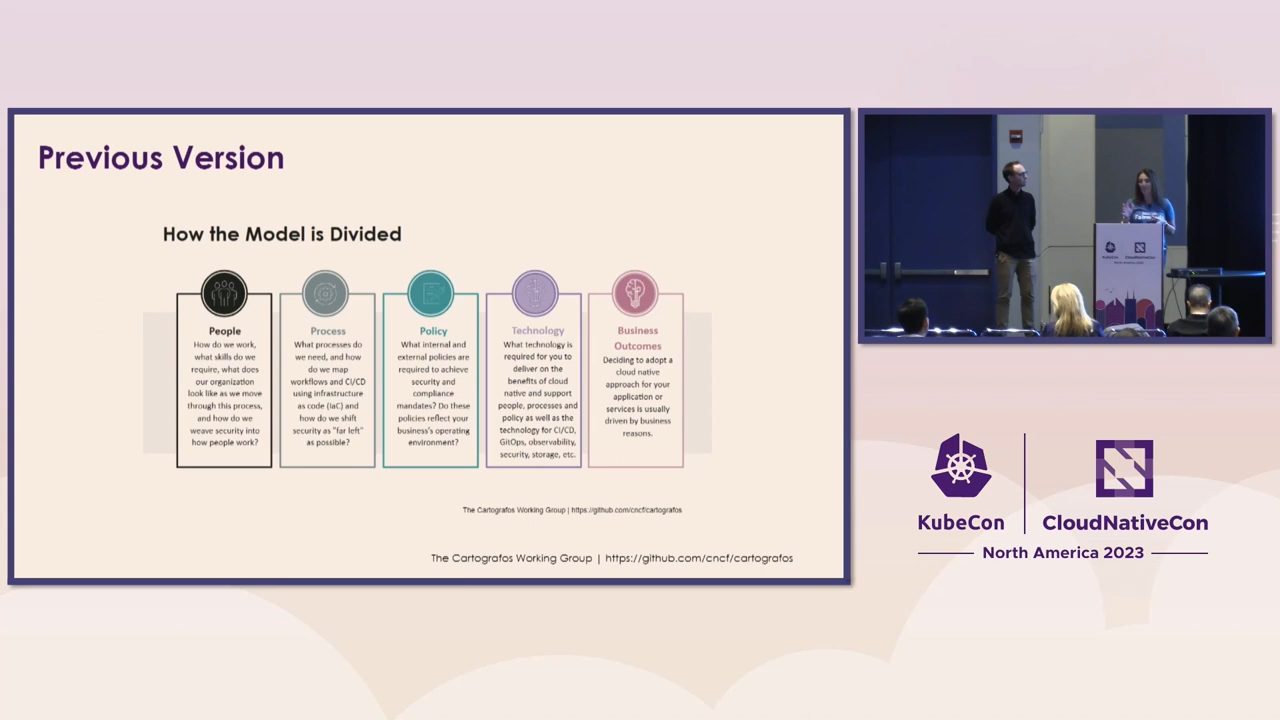 Previous Version
How the Model is Divided
People
How do we work,
what skills do we
require, what does
our organization
look like as we move
through this process,
and how do we
weave security into
how people work?
Process
What processes do
we need, and how
do we map
workflows and CI/CD
using infrastructure
as code (IaC) and
how do we shift
security as "far left"
as possible?
Policy
What internal and
external policies are
required to achieve
security and
compliance
mandates? Do these
policies reflect your
business's operating
environment?
Technology
What technology is
required for you to
deliver on the
benefits of cloud
native and support
people, processes and
policy as well as the
technology for CI/CD,
GitOps, observability,
security, storage, etc.
Business
Outcomes
Deciding to adopt a
cloud native
approach for your
application or
services is usually
driven by business
reasons.
The Cartografos Working Group | https://github.com/cncf/cartografos
The Cartografos Working Group | https://github.com/cncf/cartografos
KubeCon
CloudNativeCon
North America 2023
KubeCon
CloudNativeCon
North America 2023